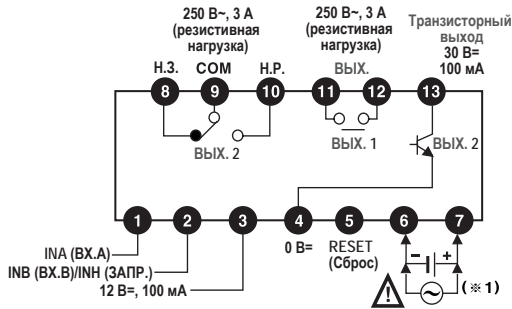 250 В~, 3 А
(резистивная
нагрузка)
250 В~, 3 А
(резистивная
нагрузка)
Транзисторный
выход
30 В=
100 мА
Н.З.
COM
Н.Р.
ВЫХ.
8
9
10
11
12
13
ВЫХ. 2
ВЫХ. 1
ВЫХ. 2
1
2
3
4
5
6
7
INA (ВХ.А)
INB (ВХ.В)/INH (ЗАПР.)
12 В=, 100 мА
0 В=
RESET
(Сброс)
- +
(※1)